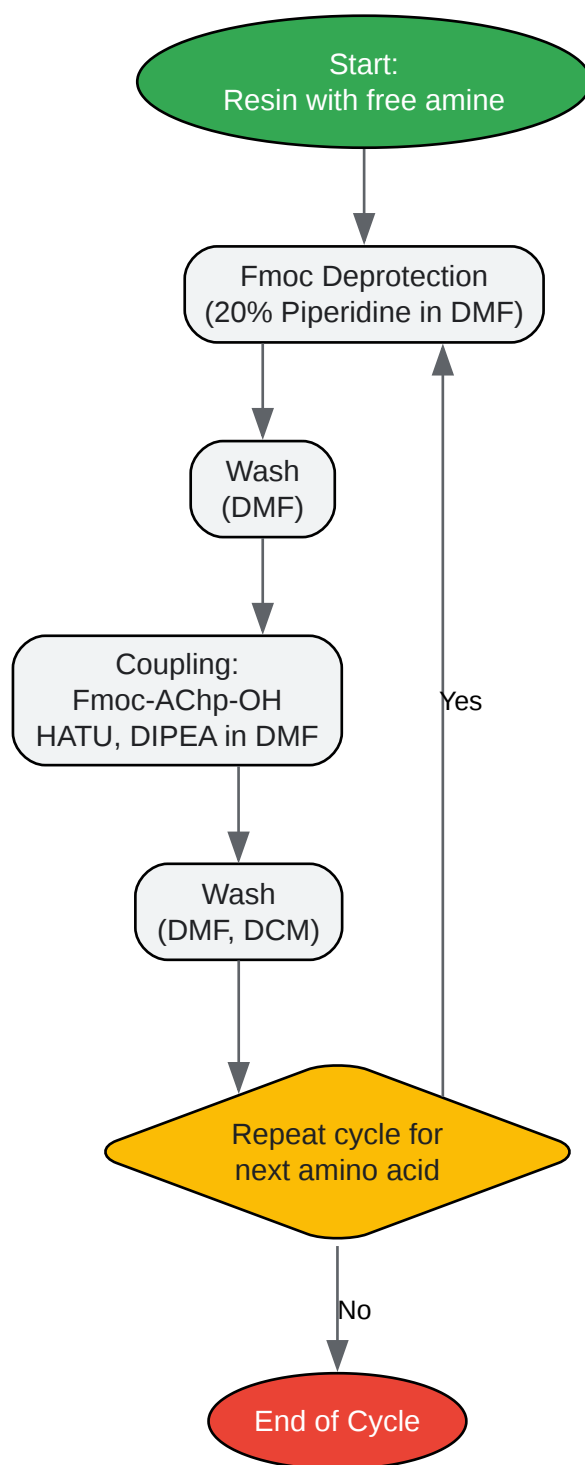 Start:
Resin with free amine
Fmoc Deprotection
(20% Piperidine in DMF)
Wash
(DMF)
Coupling:
Fmoc-AChp-OH
HATU, DIPEA in DMF
Yes
Wash
(DMF, DCM)
Repeat cycle for
next amino acid
No
End of Cycle